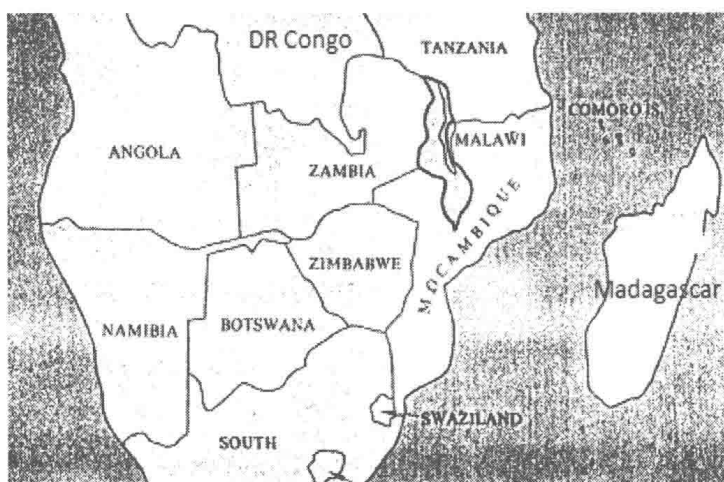 DR Congo
TANZANIA
COMORO IS.
ANGOLA
MALAWI
ZAMBIA
MOCAMBIQUE
ZIMBABWE
Madagascar
NAMIBIA
BOTSWANA
SWAZILAND
SOUTH